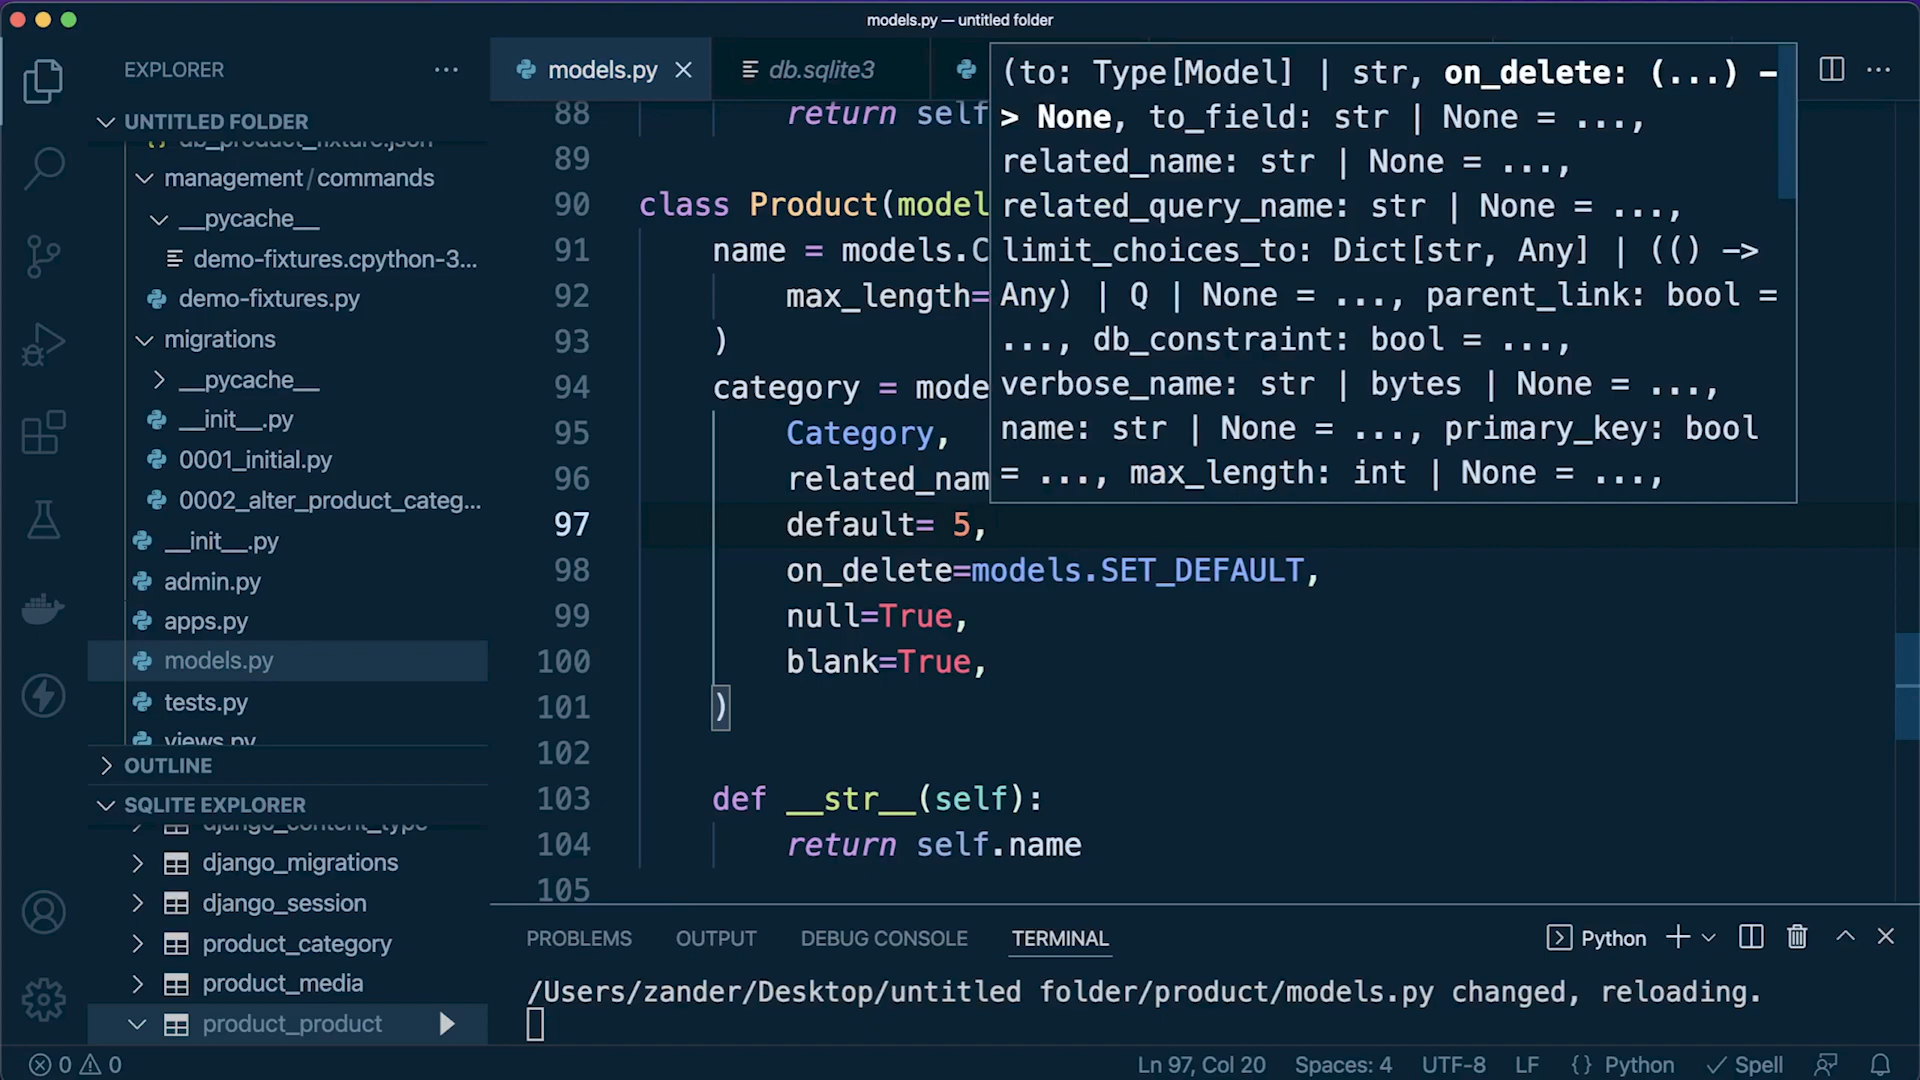 models.py — untitled folder
EXPLORER
UNTITLED FOLDER
db_product_fixture.json
management/commands
__pycache__
demo-fixtures.cpython-3...
demo-fixtures.py
migrations
__pycache__
__init__.py
0001_initial.py
0002_alter_product_categ...
__init__.py
admin.py
apps.py
models.py
tests.py
views.py
OUTLINE
SQLITE EXPLORER
django_content_type
django_migrations
django_session
product_category
product_media
product_product
models.py
db.sqlite3
88 return self
89
90 class Product(model
91 name = models.C
92 max_length=
93 )
94 category = mode
95 Category,
96 related_nam
97 default= 5,
98 on_delete=models.SET_DEFAULT,
99 null=True,
100 blank=True,
101 )
102
103 def __str__(self):
104 return self.name
105
(to: Type[Model] | str, on_delete: (...) -
> None, to_field: str | None = ...,
related_name: str | None = ...,
related_query_name: str | None = ...,
limit_choices_to: Dict[str, Any] | (() ->
Any) | Q | None = ..., parent_link: bool =
..., db_constraint: bool = ...,
verbose_name: str | bytes | None = ...,
name: str | None = ..., primary_key: bool
= ..., max_length: int | None = ...,
PROBLEMS OUTPUT DEBUG CONSOLE TERMINAL
Python
/Users/zander/Desktop/untitled folder/product/models.py changed, reloading.
0 0
Ln 97, Col 20 Spaces: 4 UTF-8 LF {} Python Spell